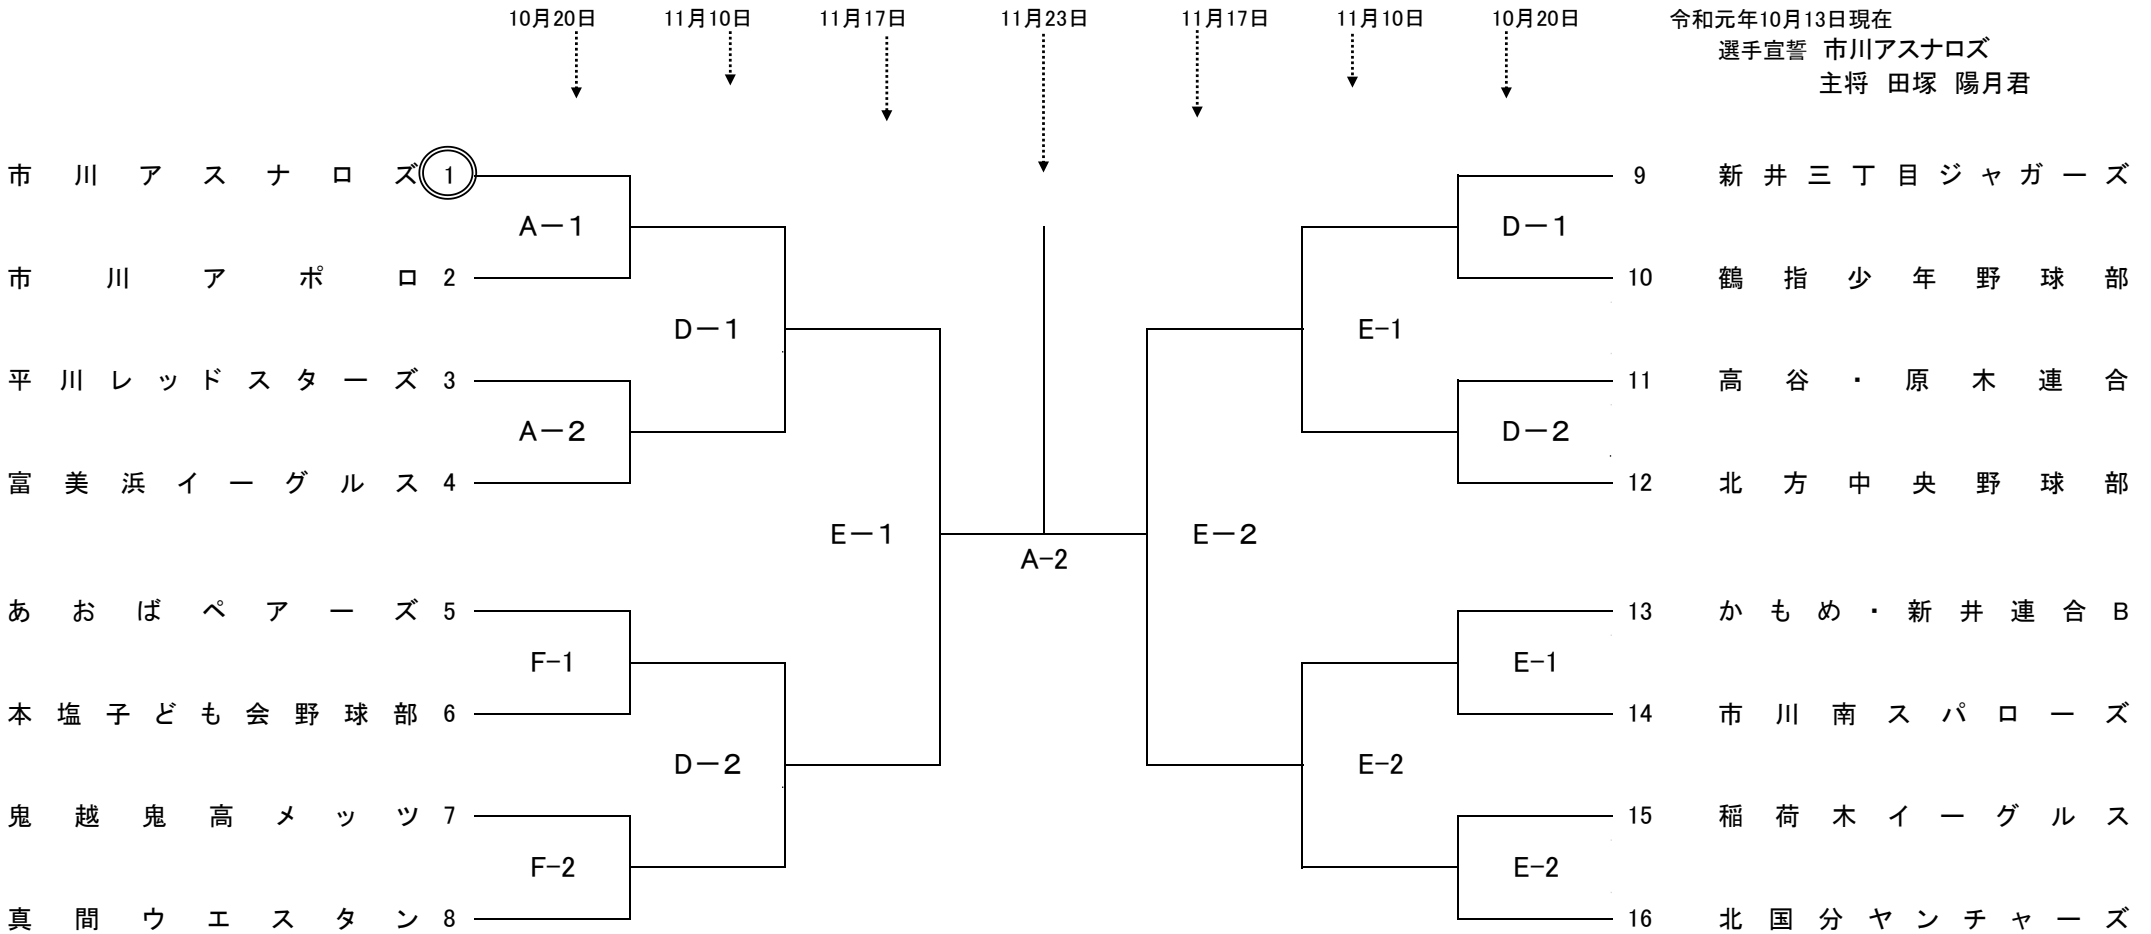 10月20日 11月10日 11月17日 11月23日 11月17日 11月10日 10月20日 令和元年10月13日現在
選手宣誓 市川アスナロズ
主将 田塚 陽月君
市川アスナロズ 1 9 新井三丁目ジャガーズ
A－1 D－1
市川アポロ 2 10 鶴指少年野球部
D－1 E-1
平川レッドスターズ 3 11 高谷・原木連合
A－2 D－2
富美浜イーグルス 4 12 北方中央野球部
E－1 E－2
A-2
あおばペアーズ 5 13 かもめ・新井連合B
F-1 E-1
本塩子ども会野球部 6 14 市川南スパローズ
D－2 E-2
鬼越鬼高メッツ 7 15 稲荷木イーグルス
F-2 E-2
真間ウエスタン 8 16 北国分ヤンチャーズ